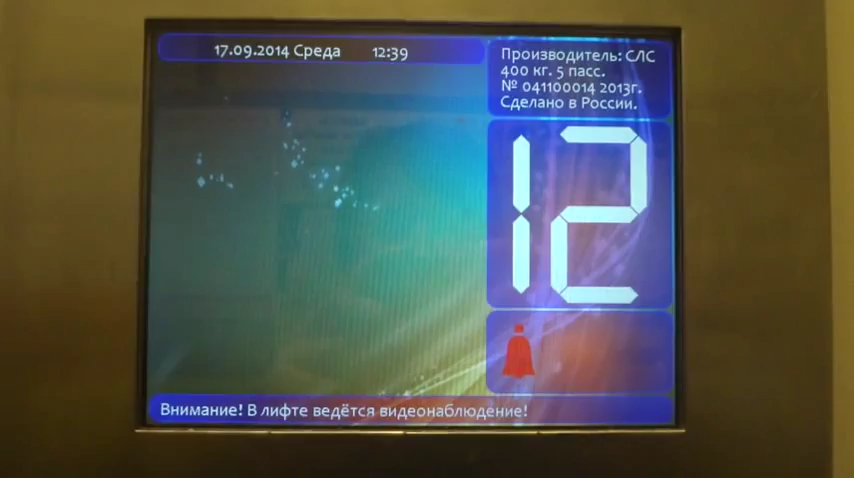 17.09.2014 Среда 12:39
Производитель: СЛС
400 кг. 5 пасс.
№ 041100014 2013г.
Сделано в России.
12
Внимание! В лифте ведётся видеонаблюдение!